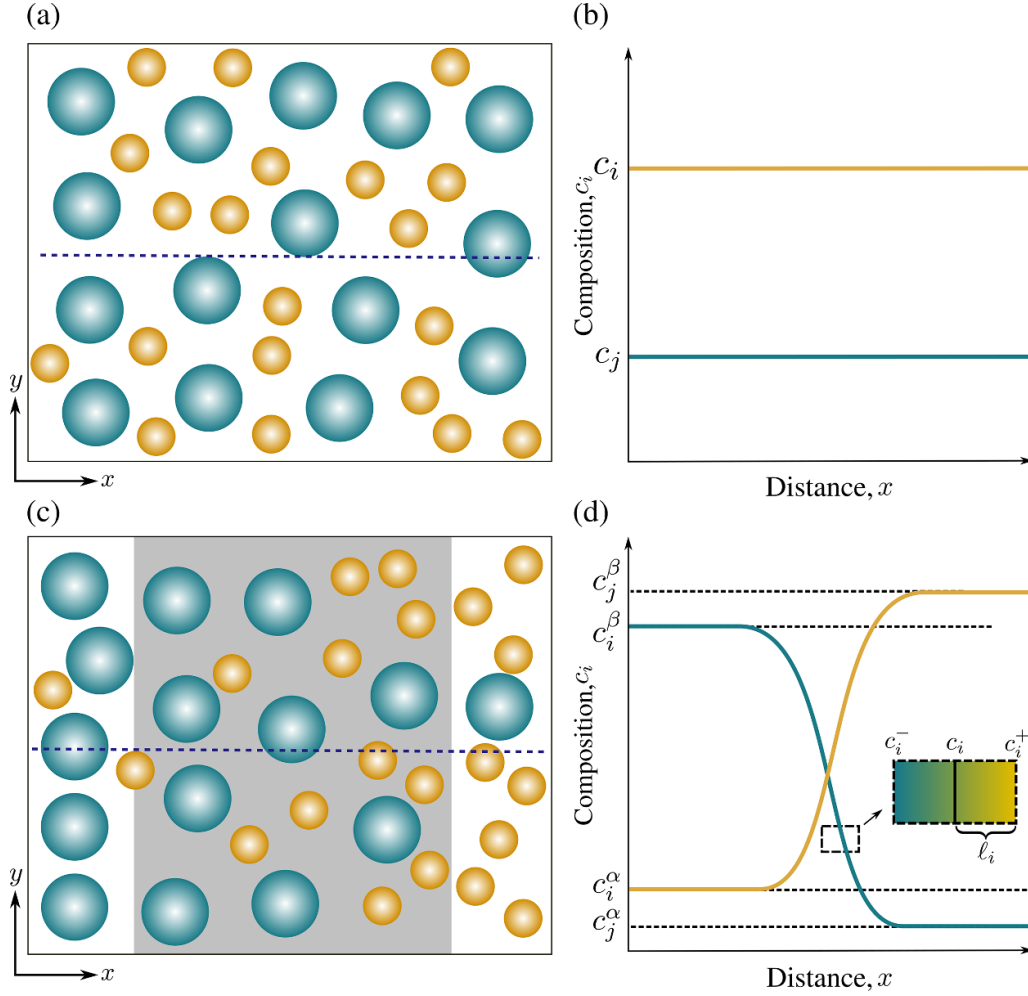 (a)
y
x
(b)
Composition, c_i
c_i
c_j
Distance, x
(c)
y
x
(d)
Composition, c_i
c_j^β
c_i^β
c_i^α
c_j^α
c_i^- c_i c_i^+
ℓ_i
Distance, x